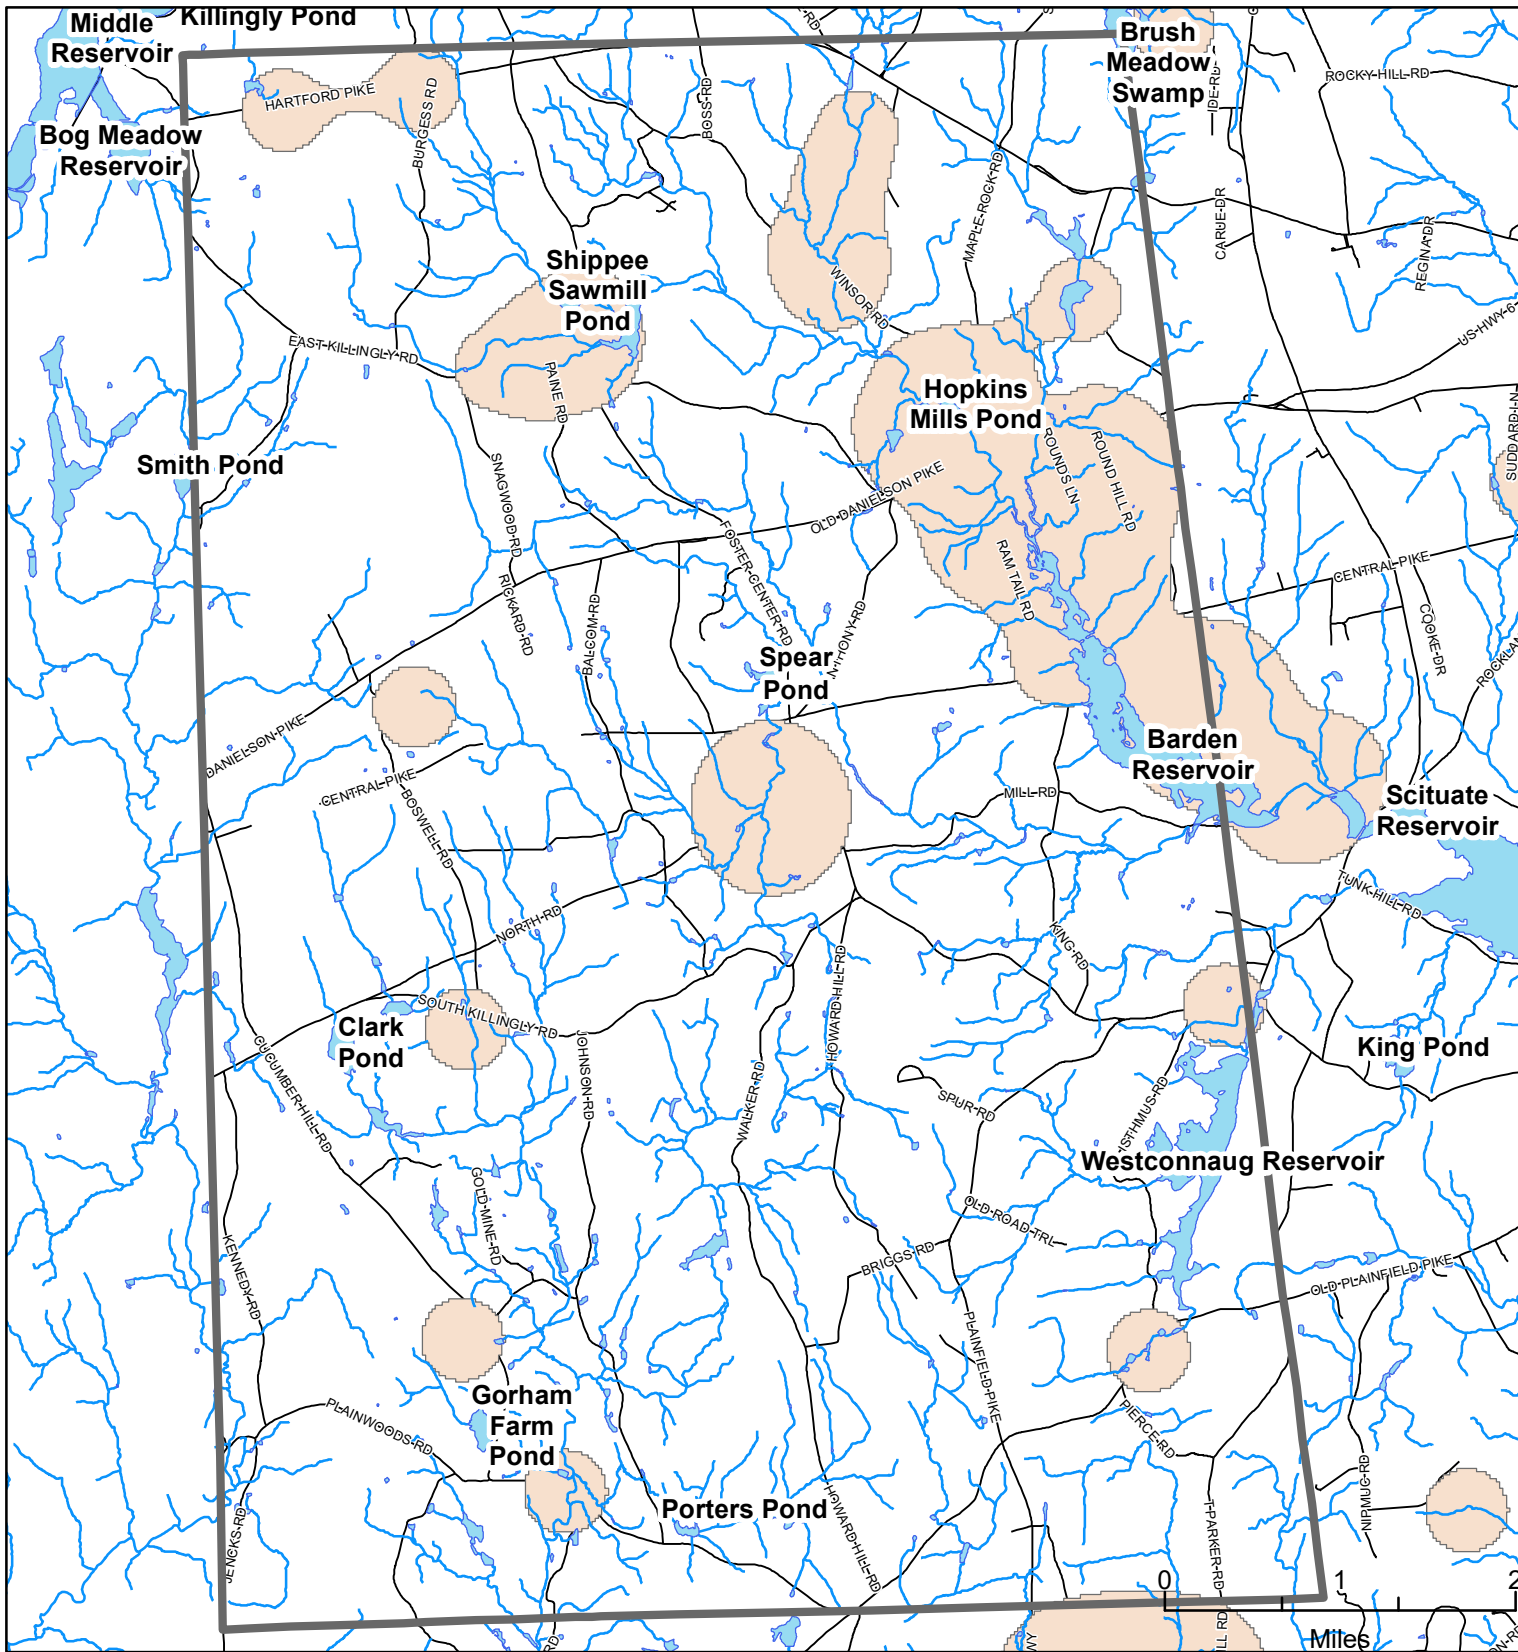 Killingly Pond
Middle
Reservoir
Brush
Meadow
Swamp
IDE-RD
ROCKY HILL RD
HARTFORD PIKE
BURGESS RD
BOSS-RD
Bog Meadow
Reservoir
MAPLE-ROCK-RD
CARUE-DR
REGINA DR
Shippee
Sawmill
Pond
WINSOR RD
US-HWY-6
EAST-KILLINGLY-RD
PAINE RD
Hopkins
Mills Pond
ROUNDS LN
ROUND HILL RD
SUDDARD LN
Smith Pond
SNAGWOOD-RD
OLD DANIELSON PIKE
FOSTER-CENTER-RD
RAM TAIL RD
CENTRAL-PIKE
RICKARD-RD
BALCOM-RD
COOKE-DR
Spear
Pond
DANIELSON-PIKE
CENTRAL-PIKE
BOSWELL-RD
Barden
Reservoir
MILL-RD
Scituate
Reservoir
TUNK-HILL-RD
NORTH-RD
KING-RD
HOWARD-HILL-RD
SOUTH KILLINGLY RD
Clark
Pond
CUCUMBER-HILL-RD
JOHNSON-RD
WALKER-RD
SPUR-RD
ISTHMUS-RD
King Pond
Westconnaug Reservoir
GOLD-MINE-RD
OLD-ROAD-TRL
KENNEDY-RD
BRIGGS-RD
OLD-PLAINFIELD-PIKE
PLAINFIELD-PIKE
Gorham
Farm
Pond
PLAINWOODS-RD
PIERCE-RD
NIPMUC-RD
Porters Pond
HOWARD-HILL-RD
JENCKS-RD
T-PARKER-RD
0 1 2
Miles